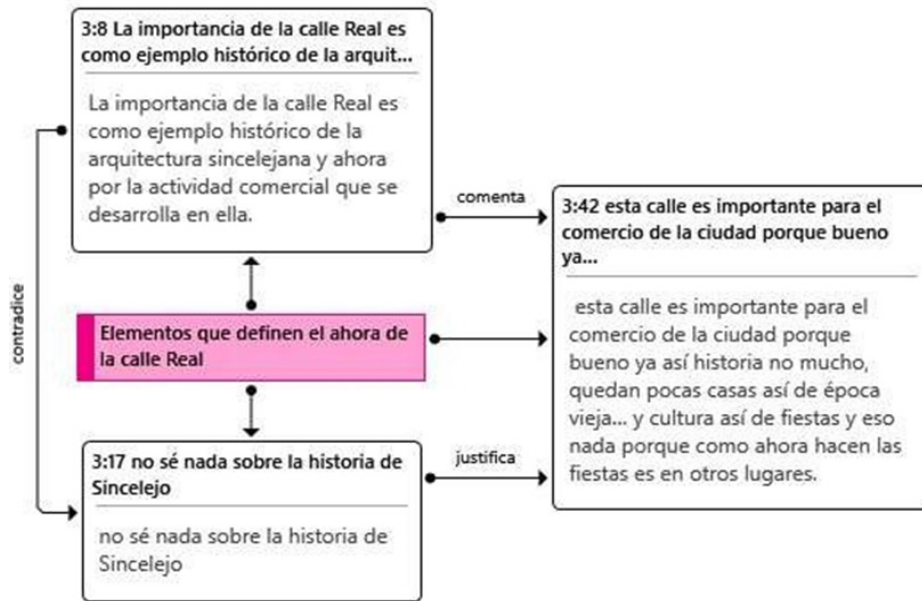 3:8 La importancia de la calle Real es
como ejemplo histórico de la arquit...
La importancia de la calle Real es
como ejemplo histórico de la
arquitectura sincelejana y ahora
por la actividad comercial que se
desarrolla en ella.
comenta
3:42 esta calle es importante para el
comercio de la ciudad porque bueno
ya...
esta calle es importante para el
comercio de la ciudad porque
bueno ya así historia no mucho,
quedan pocas casas así de época
vieja... y cultura así de fiestas y eso
nada porque como ahora hacen las
fiestas es en otros lugares.
contradice
Elementos que definen el ahora de
la calle Real
3:17 no sé nada sobre la historia de
Sincelejo
no sé nada sobre la historia de
Sincelejo
justifica